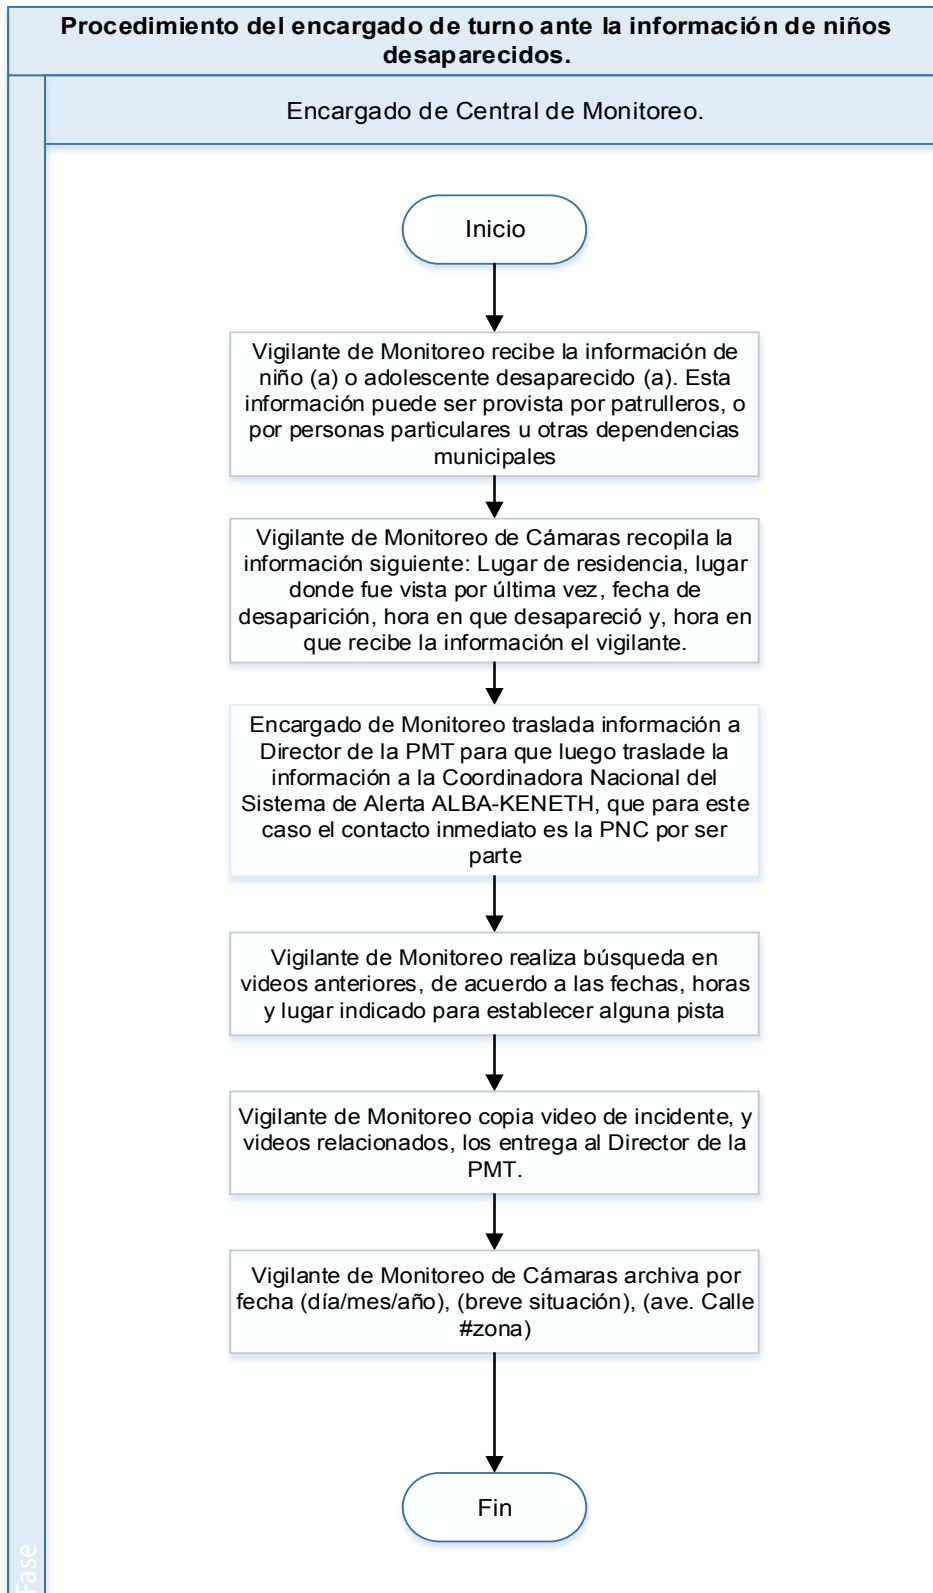 Procedimiento del encargado de turno ante la información de niños
desaparecidos.
Encargado de Central de Monitoreo.
Inicio
Vigilante de Monitoreo recibe la información de
niño (a) o adolescente desaparecido (a). Esta
información puede ser provista por patrulleros, o
por personas particulares u otras dependencias
municipales
Vigilante de Monitoreo de Cámaras recopila la
información siguiente: Lugar de residencia, lugar
donde fue vista por última vez, fecha de
desaparición, hora en que desapareció y, hora en
que recibe la información el vigilante.
Encargado de Monitoreo traslada información a
Director de la PMT para que luego traslade la
información a la Coordinadora Nacional del
Sistema de Alerta ALBA-KENETH, que para este
caso el contacto inmediato es la PNC por ser
parte
Vigilante de Monitoreo realiza búsqueda en
videos anteriores, de acuerdo a las fechas, horas
y lugar indicado para establecer alguna pista
Vigilante de Monitoreo copia video de incidente, y
videos relacionados, los entrega al Director de la
PMT.
Vigilante de Monitoreo de Cámaras archiva por
fecha (día/mes/año), (breve situación), (ave. Calle
#zona)
Fin
Fase